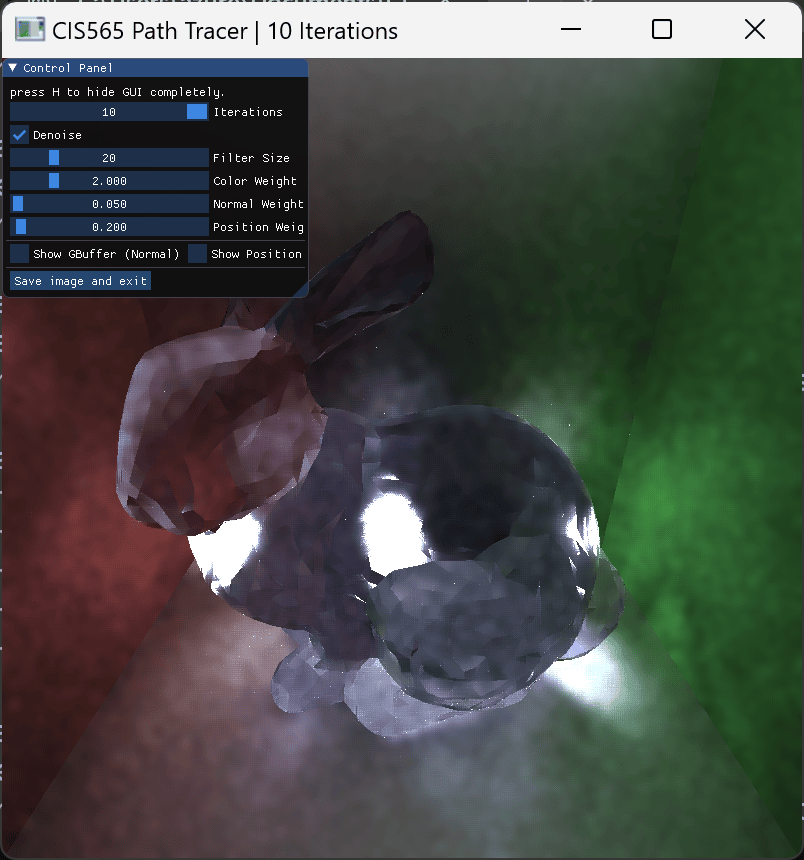 CIS565 Path Tracer | 10 Iterations
Control Panel
press H to hide GUI completely.
10 Iterations
Denoise
20 Filter Size
2.000 Color Weight
0.050 Normal Weight
0.200 Position Weig
Show GBuffer (Normal) Show Position
Save image and exit